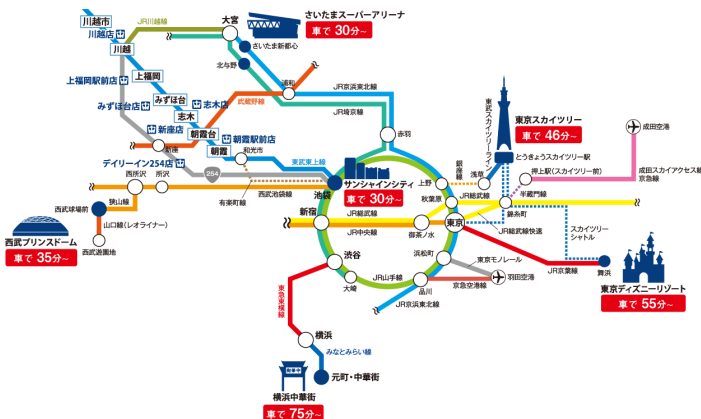 川越市
川越店
川越
JR川越線
大宮
さいたまスーパーアリーナ
車で 30分~
さいたま新都心
北与野
上福岡駅前店
上福岡
みずほ台店
みずほ台
志木店
志木
武蔵野線
浦和
JR京浜東北線
JR埼京線
新座店
新座
朝霞台
朝霞駅前店
朝霞
和光市
デイリーイン254店
254
東武東上線
赤羽
西所沢
所沢
有楽町線
西武池袋線
狭山線
西武球場前
山口線(レオライナー)
西武遊園地
西武プリンスドーム
車で 35分~
池袋
サンシャインシティ
車で 30分~
新宿
JR総武線
JR中央線
御茶ノ水
渋谷
大崎
JR山手線
品川
浜松町
東京モノレール
羽田空港
京急空港線
JR京浜東北線
上野
秋葉原
JR総武線
東京
銀座線
浅草
東武スカイツリーライン
東京スカイツリー
車で 46分~
とうきょうスカイツリー駅
押上駅(スカイツリー前)
半蔵門線
錦糸町
JR総武線快速
成田空港
成田スカイアクセス線
京急線
スカイツリー
シャトル
JR京葉線
舞浜
東京ディズニーリゾート
車で 55分~
東急東横線
横浜
みなとみらい線
元町・中華街
横浜中華街
車で 75分~